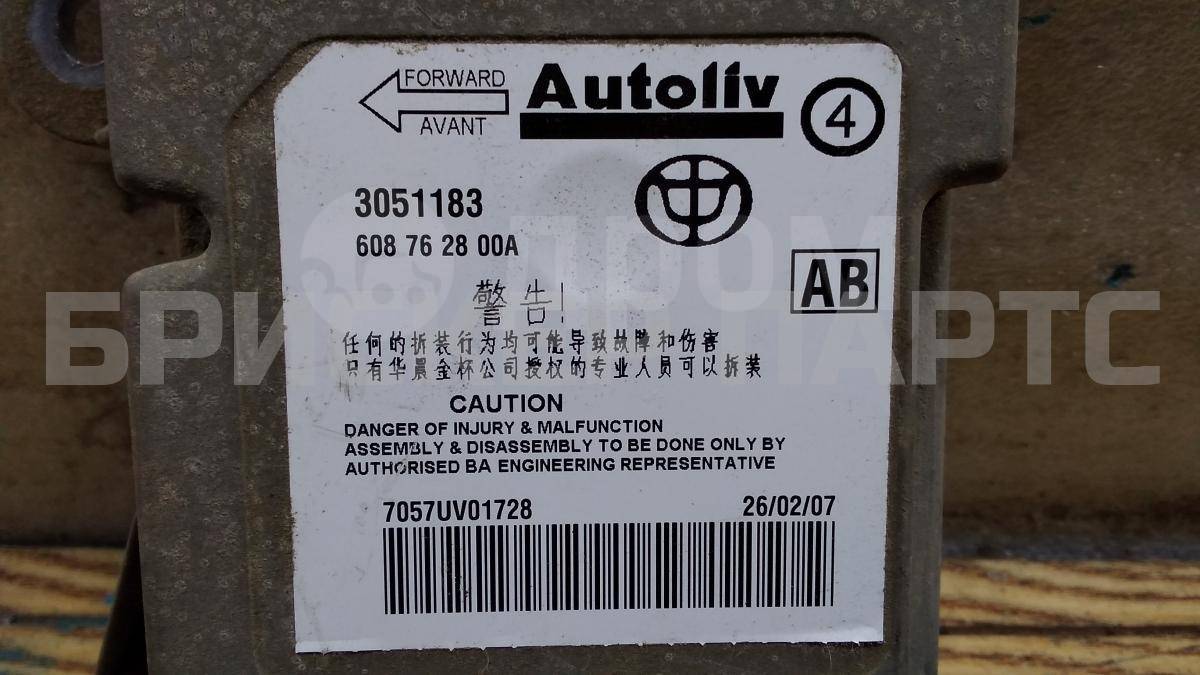 FORWARD
AVANT
Autoliv
4
3051183
608 76 28 00A
AB
警告!
任何的拆装行为均可能导致故障和伤害
只有华晨金杯公司授权的专业人员可以拆装
CAUTION
DANGER OF INJURY & MALFUNCTION
ASSEMBLY & DISASSEMBLY TO BE DONE ONLY BY
AUTHORISED BA ENGINEERING REPRESENTATIVE
7057UV01728 26/02/07